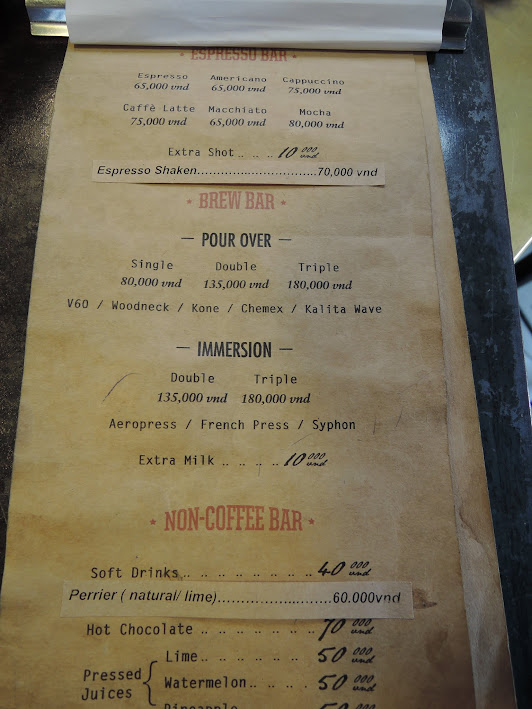 • ESPRESSO BAR •
Espresso Americano Cappuccino
65,000 vnd 65,000 vnd 75,000 vnd
Caffè Latte Macchiato Mocha
75,000 vnd 65,000 vnd 80,000 vnd
Extra Shot .. .. .. 10 000 vnd
Espresso Shaken……………………………..70,000 vnd
• BREW BAR •
— POUR OVER —
Single Double Triple
80,000 vnd 135,000 vnd 180,000 vnd
V60 / Woodneck / Kone / Chemex / Kalita Wave
— IMMERSION —
Double Triple
135,000 vnd 180,000 vnd
Aeropress / French Press / Syphon
Extra Milk .. .. .. .. 10 000 vnd
• NON-COFFEE BAR •
Soft Drinks .. .. .. .. .. .. .. .. 40 000 vnd
Perrier ( natural/ lime)………………..……..60.000vnd
Hot Chocolate .. .. .. .. .. .. .. 70 000 vnd
Pressed Juices
Lime .. .. .. .. .. 50 000 vnd
Watermelon .. .. .. 50 000 vnd
Pineapple 50 000